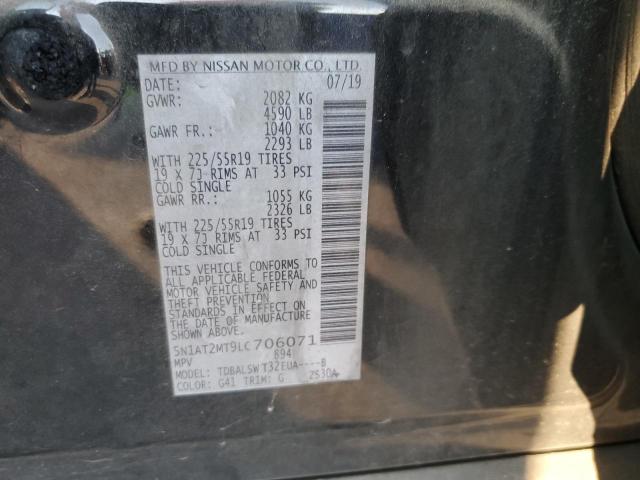 MFD BY NISSAN MOTOR CO., LTD.
DATE: 07/19
GVWR: 2082 KG
4590 LB
GAWR FR.: 1040 KG
2293 LB
WITH 225/55R19 TIRES
19 X 7J RIMS AT 33 PSI
COLD SINGLE
GAWR RR.: 1055 KG
2326 LB
WITH 225/55R19 TIRES
19 X 7J RIMS AT 33 PSI
COLD SINGLE
THIS VEHICLE CONFORMS TO
ALL APPLICABLE FEDERAL
MOTOR VEHICLE SAFETY AND
THEFT PREVENTION
STANDARDS IN EFFECT ON
THE DATE OF MANUFACTURE
SHOWN ABOVE.
5N1AT2MT9LC706071
MPV 894
MODEL: TDBALSWT32EUA----B
COLOR: G41 TRIM: G 2S30A